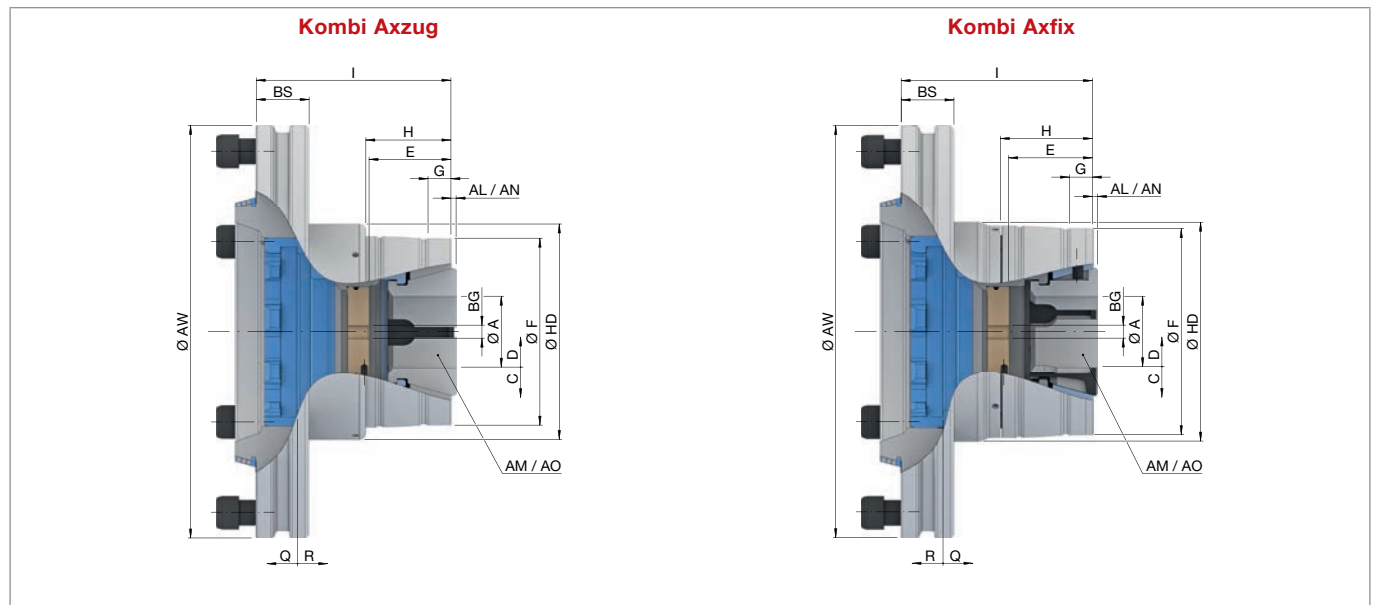 Kombi Axzug
I
BS
H
E
G
AL / AN
Ø AW
BG
Ø A
D
C
Ø F
Ø HD
AM / AO
Q R
Kombi Axfix
I
BS
H
E
G
AL / AN
Ø AW
BG
Ø A
D
C
Ø F
Ø HD
AM / AO
R Q